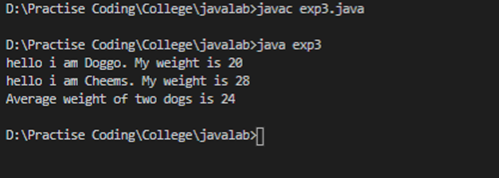 D:\Practise Coding\College\javalab>javac exp3.java
D:\Practise Coding\College\javalab>java exp3
hello i am Doggo. My weight is 20
hello i am Cheems. My weight is 28
Average weight of two dogs is 24
D:\Practise Coding\College\javalab>